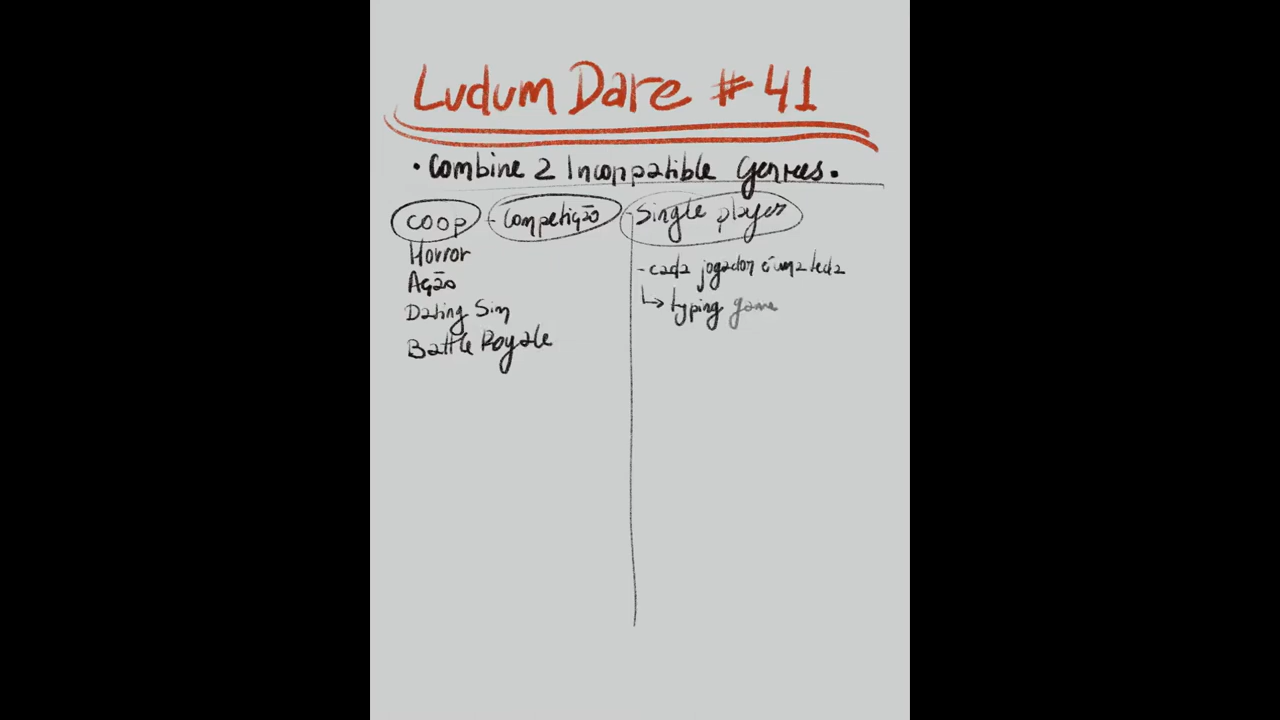 Ludum Dare # 41
• Combine 2 Incompatible Genres.
coop - Competição - Single player
Horror
Ação
Dating Sim
Battle Royale
- cada jogador é uma tecla
↳ typing game